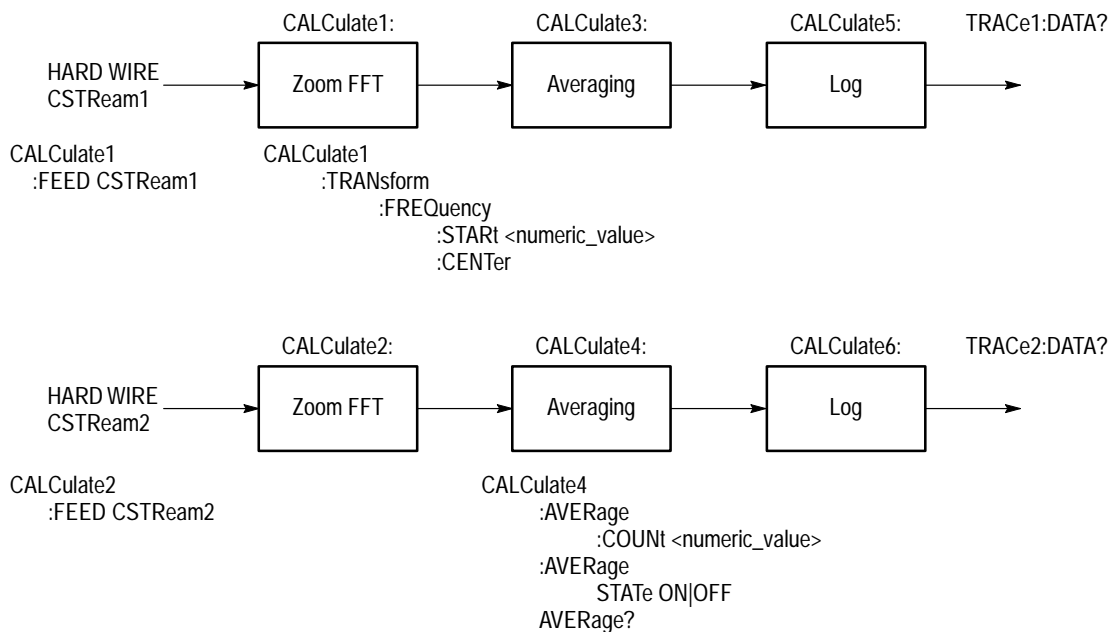 CALCulate1: CALCulate3: CALCulate5: TRACe1:DATA?
HARD WIRE
CSTReam1
Zoom FFT
Averaging
Log
CALCulate1
:FEED CSTReam1
CALCulate1
:TRANsform
:FREQuency
:STARt <numeric_value>
:CENTer
CALCulate2: CALCulate4: CALCulate6: TRACe2:DATA?
HARD WIRE
CSTReam2
Zoom FFT
Averaging
Log
CALCulate2
:FEED CSTReam2
CALCulate4
:AVERage
:COUNt <numeric_value>
:AVERage
STATe ON|OFF
AVERage?